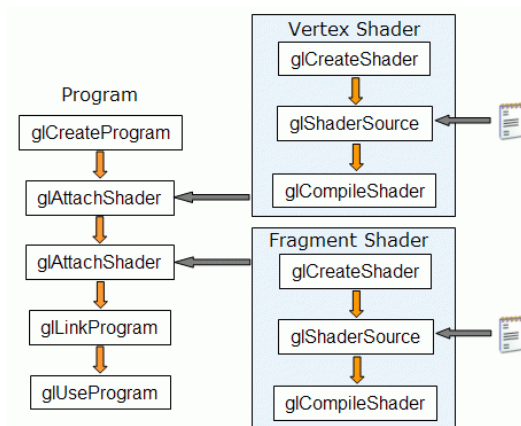 Program
glCreateProgram
glAttachShader
glAttachShader
glLinkProgram
glUseProgram
Vertex Shader
glCreateShader
glShaderSource
glCompileShader
Fragment Shader
glCreateShader
glShaderSource
glCompileShader